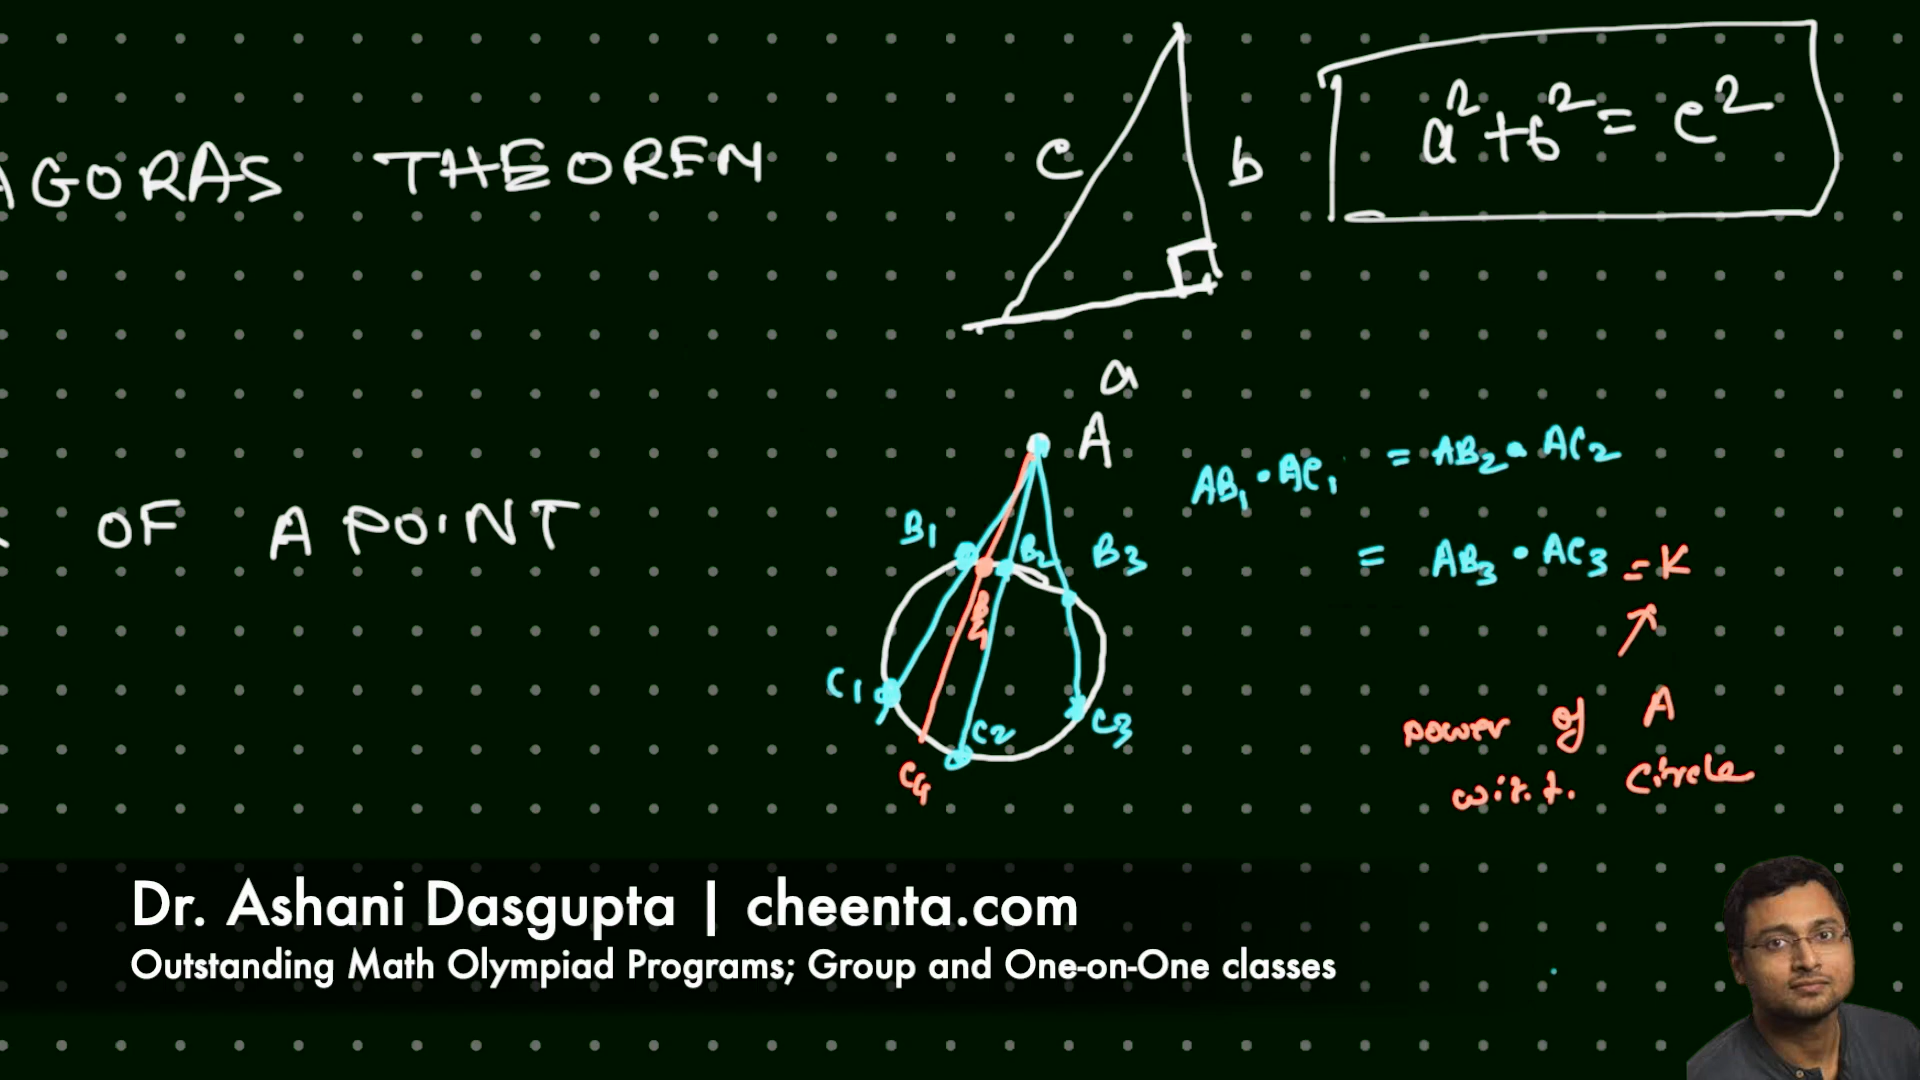 AGORAS THEOREM
c
b
a² + b² = c²
a
A
AB₁ • AC₁ = AB₂ • AC₂
OF A POINT
B₁
B₂
B₃
= AB₃ • AC₃ = K
B₄
C₁
C₂
C₃
C₄
power of A
w.r.t. Circle
Dr. Ashani Dasgupta | cheenta.com
Outstanding Math Olympiad Programs; Group and One-on-One classes